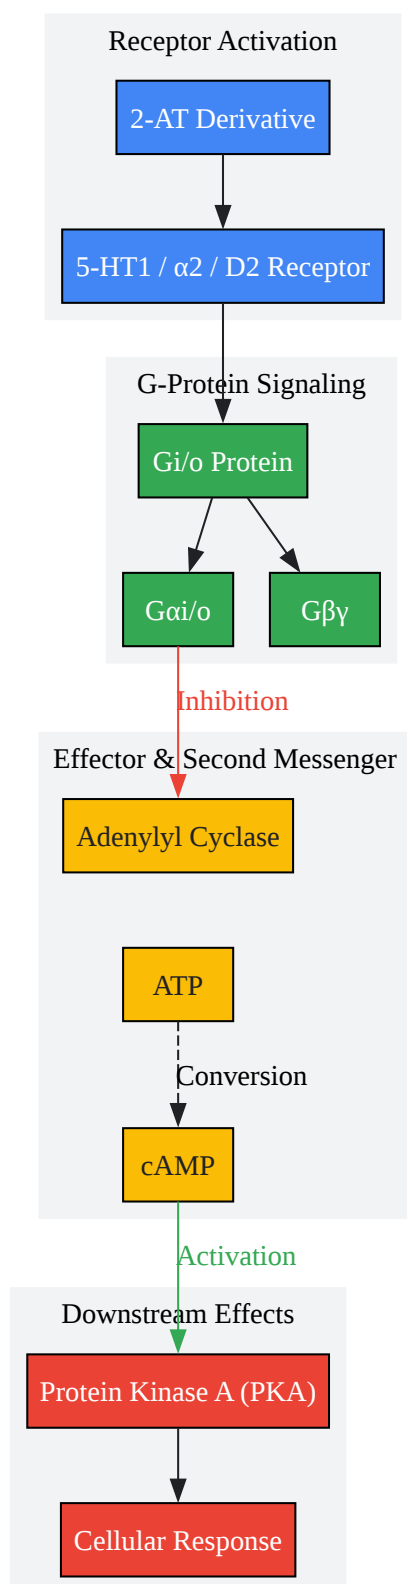 Receptor Activation
2-AT Derivative
5-HT1 / α2 / D2 Receptor
G-Protein Signaling
Gi/o Protein
Gαi/o
Gβγ
Inhibition
Effector & Second Messenger
Adenylyl Cyclase
ATP
Conversion
cAMP
Activation
Downstream Effects
Protein Kinase A (PKA)
Cellular Response